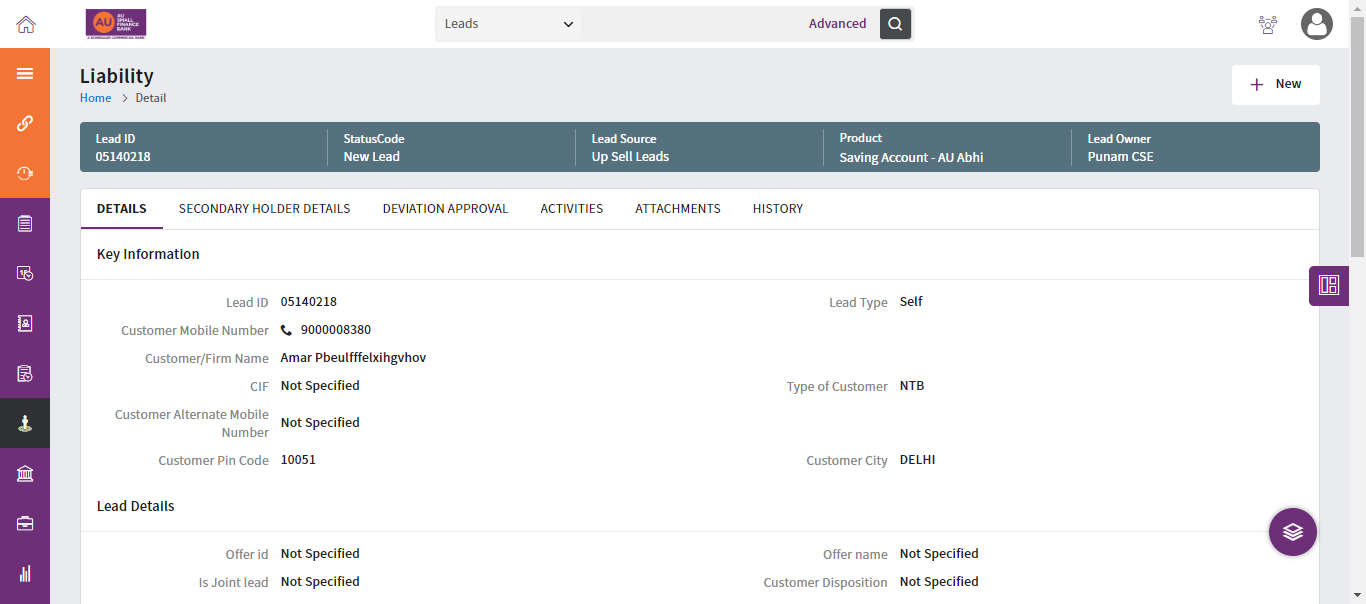 AU
AU
SMALL
FINANCE
BANK
A SCHEDULED COMMERCIAL BANK
Leads
Advanced
Liability
Home > Detail
New
Lead ID
05140218
StatusCode
New Lead
Lead Source
Up Sell Leads
Product
Saving Account - AU Abhi
Lead Owner
Punam CSE
DETAILS SECONDARY HOLDER DETAILS DEVIATION APPROVAL ACTIVITIES ATTACHMENTS HISTORY
Key Information
Lead ID 05140218 Lead Type Self
Customer Mobile Number 9000008380
Customer/Firm Name Amar Pbeulfffelxihgvhov
CIF Not Specified Type of Customer NTB
Customer Alternate Mobile
Number Not Specified
Customer Pin Code 10051 Customer City DELHI
Lead Details
Offer id Not Specified Offer name Not Specified
Is Joint lead Not Specified Customer Disposition Not Specified